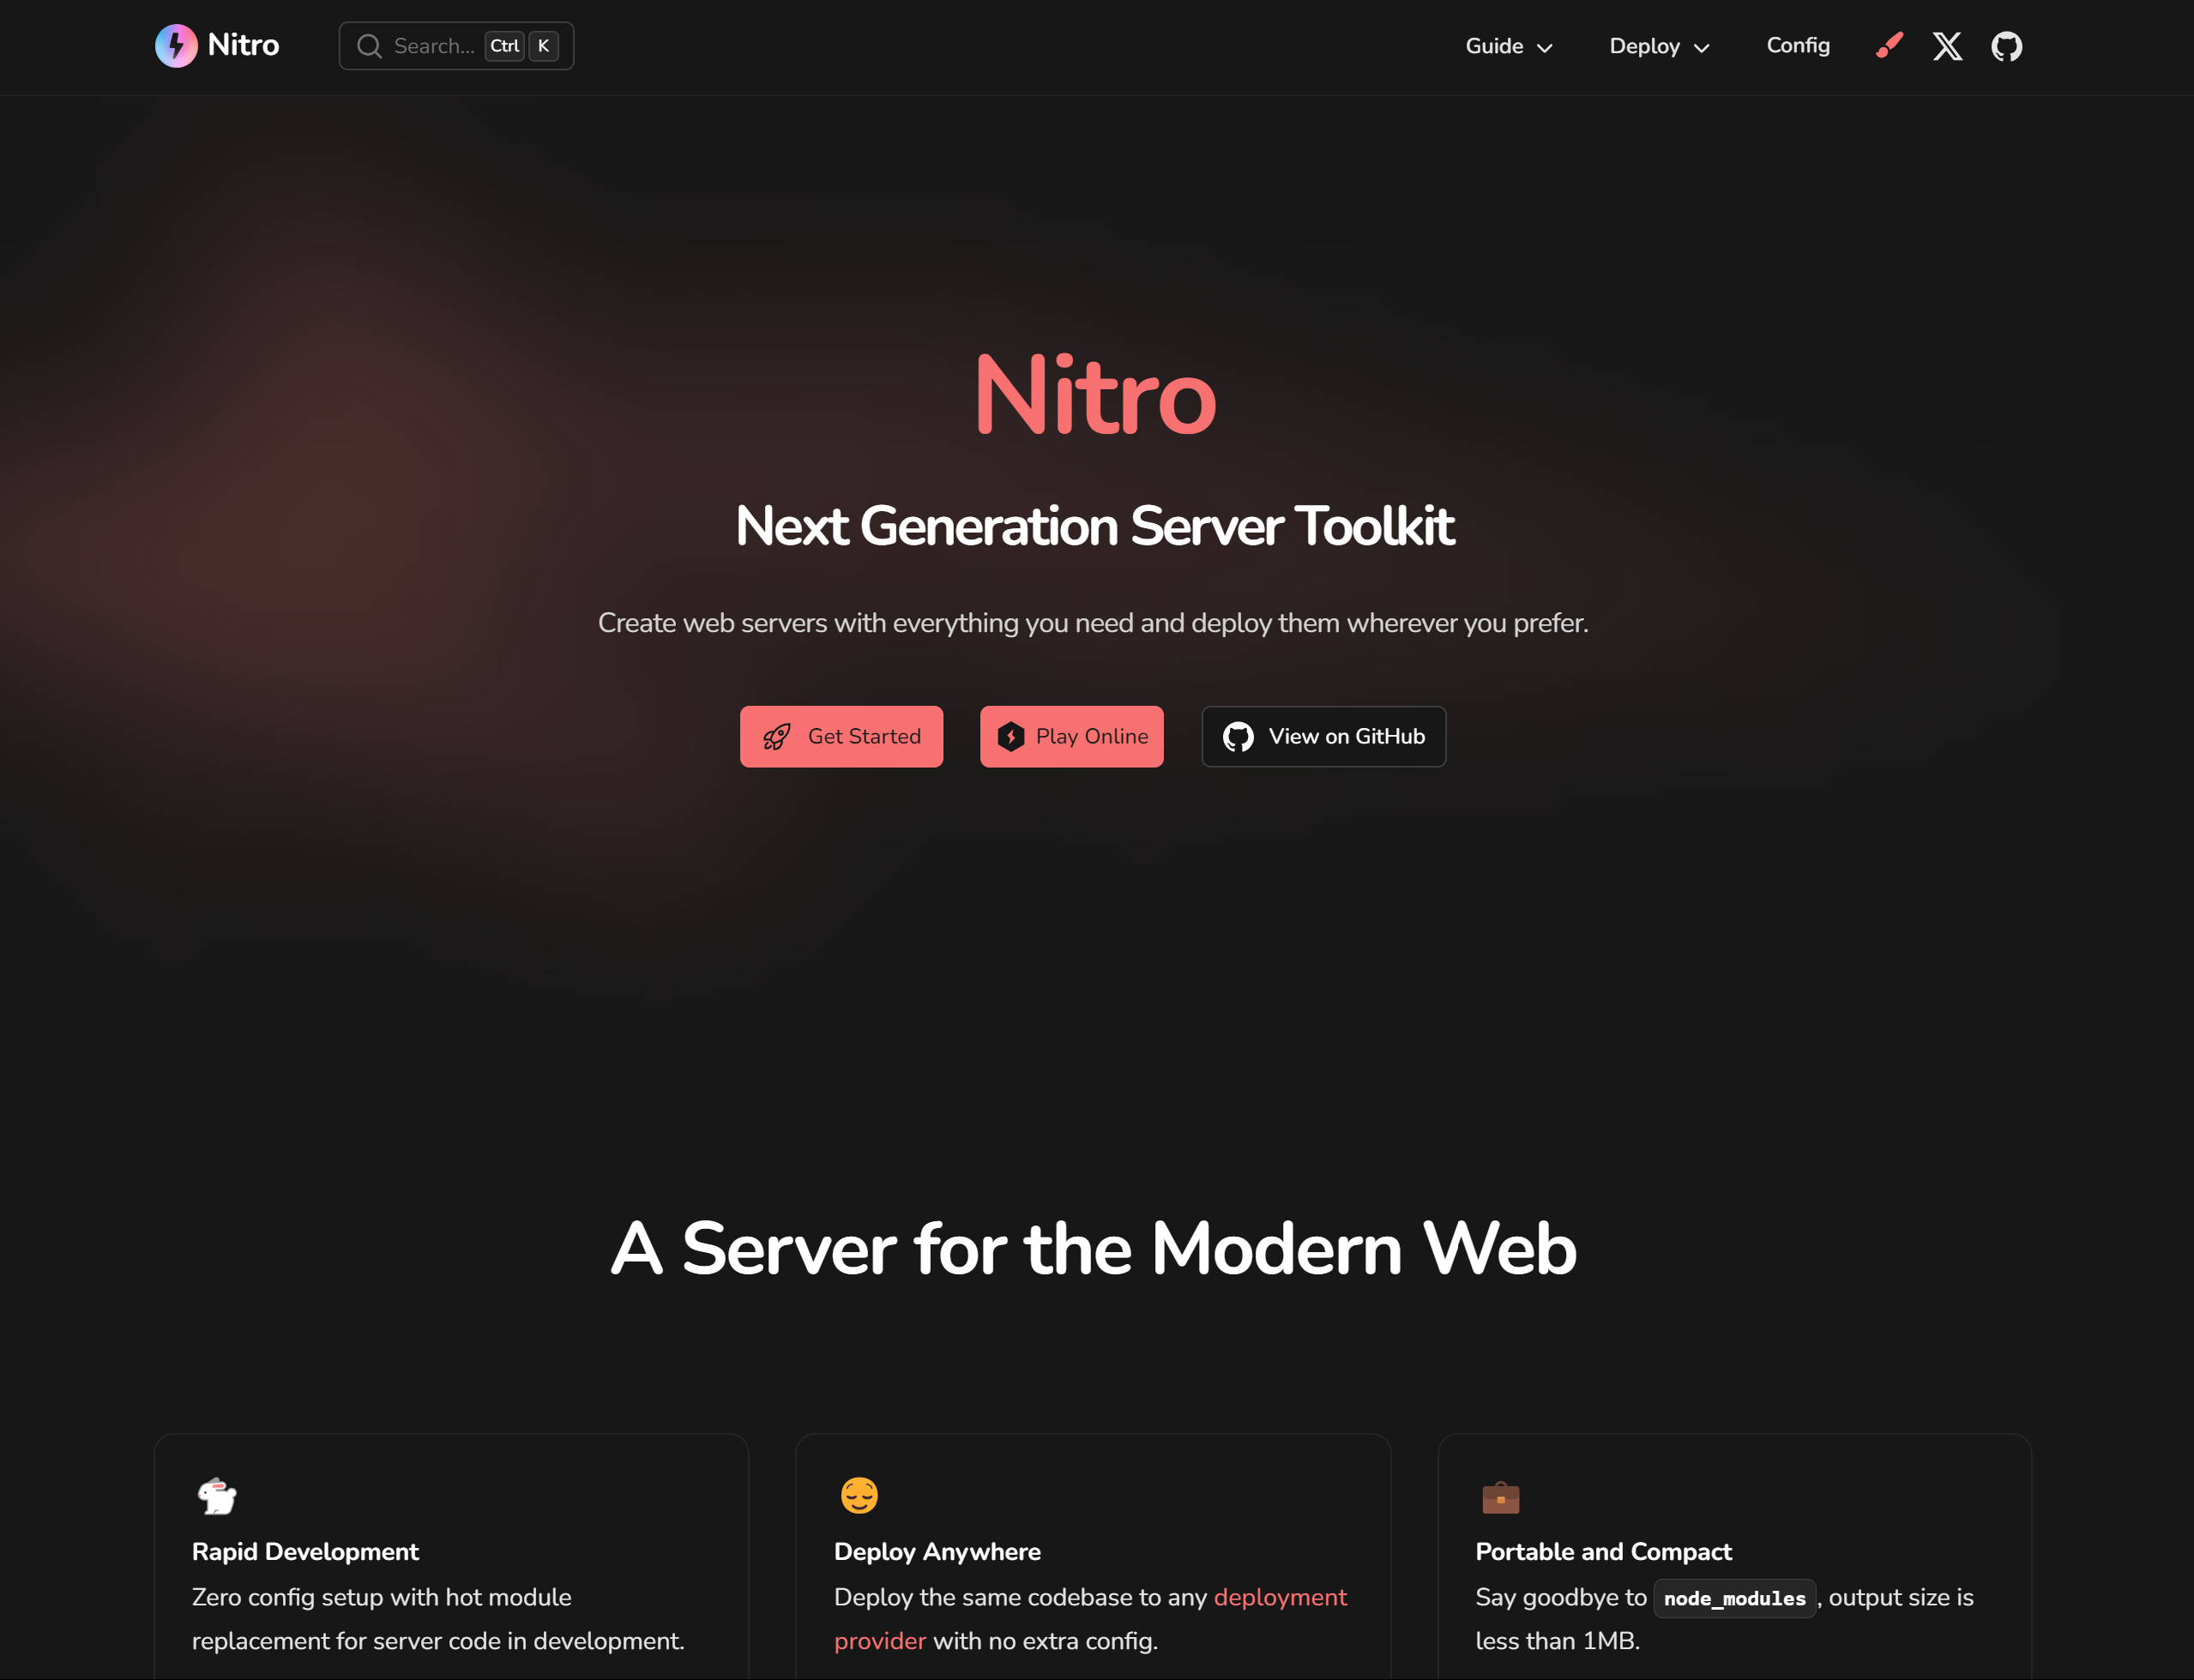 Nitro
Search...
Ctrl K
Guide
Deploy
Config
Nitro
Next Generation Server Toolkit
Create web servers with everything you need and deploy them wherever you prefer.
Get Started
Play Online
View on GitHub
A Server for the Modern Web
Rapid Development
Zero config setup with hot module
replacement for server code in development.
Deploy Anywhere
Deploy the same codebase to any deployment
provider with no extra config.
Portable and Compact
Say goodbye to node_modules, output size is
less than 1MB.